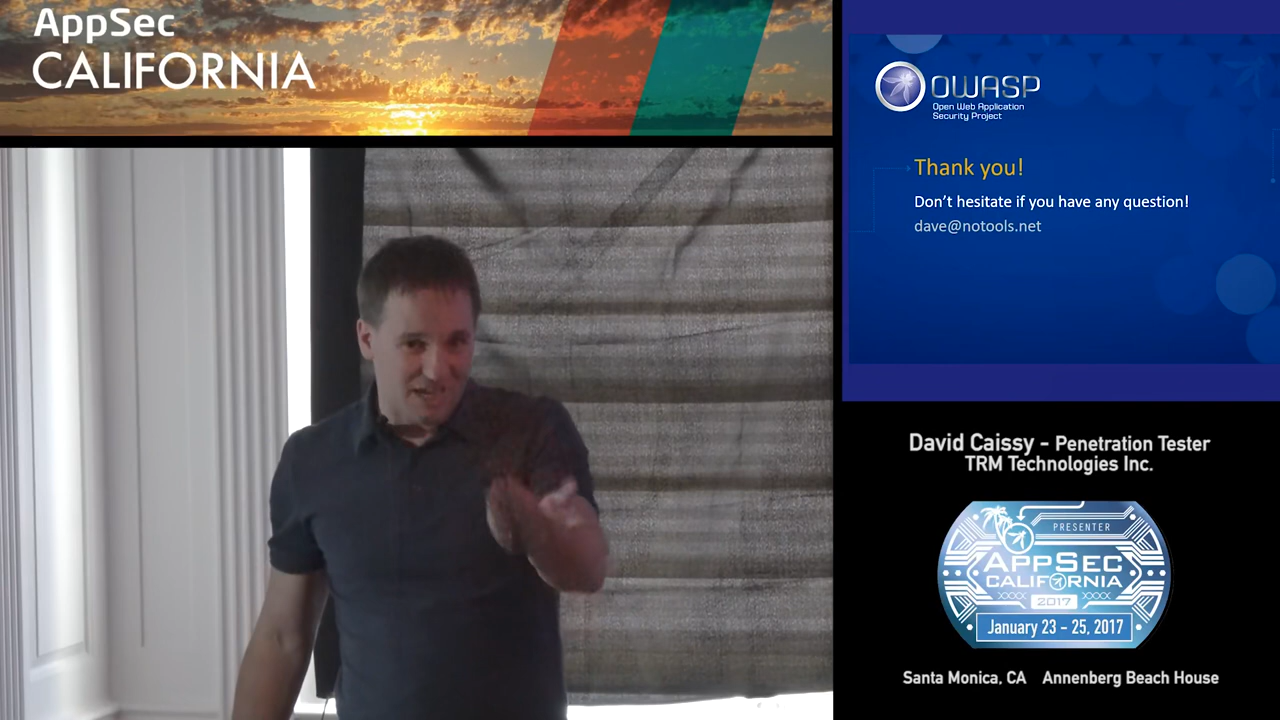 AppSec
CALIFORNIA
OWASP
Open Web Application
Security Project
Thank you!
Don't hesitate if you have any question!
dave@notools.net
David Caissy - Penetration Tester
TRM Technologies Inc.
PRESENTER
APPSEC
CALIFORNIA
2017
January 23 - 25, 2017
Santa Monica, CA Annenberg Beach House